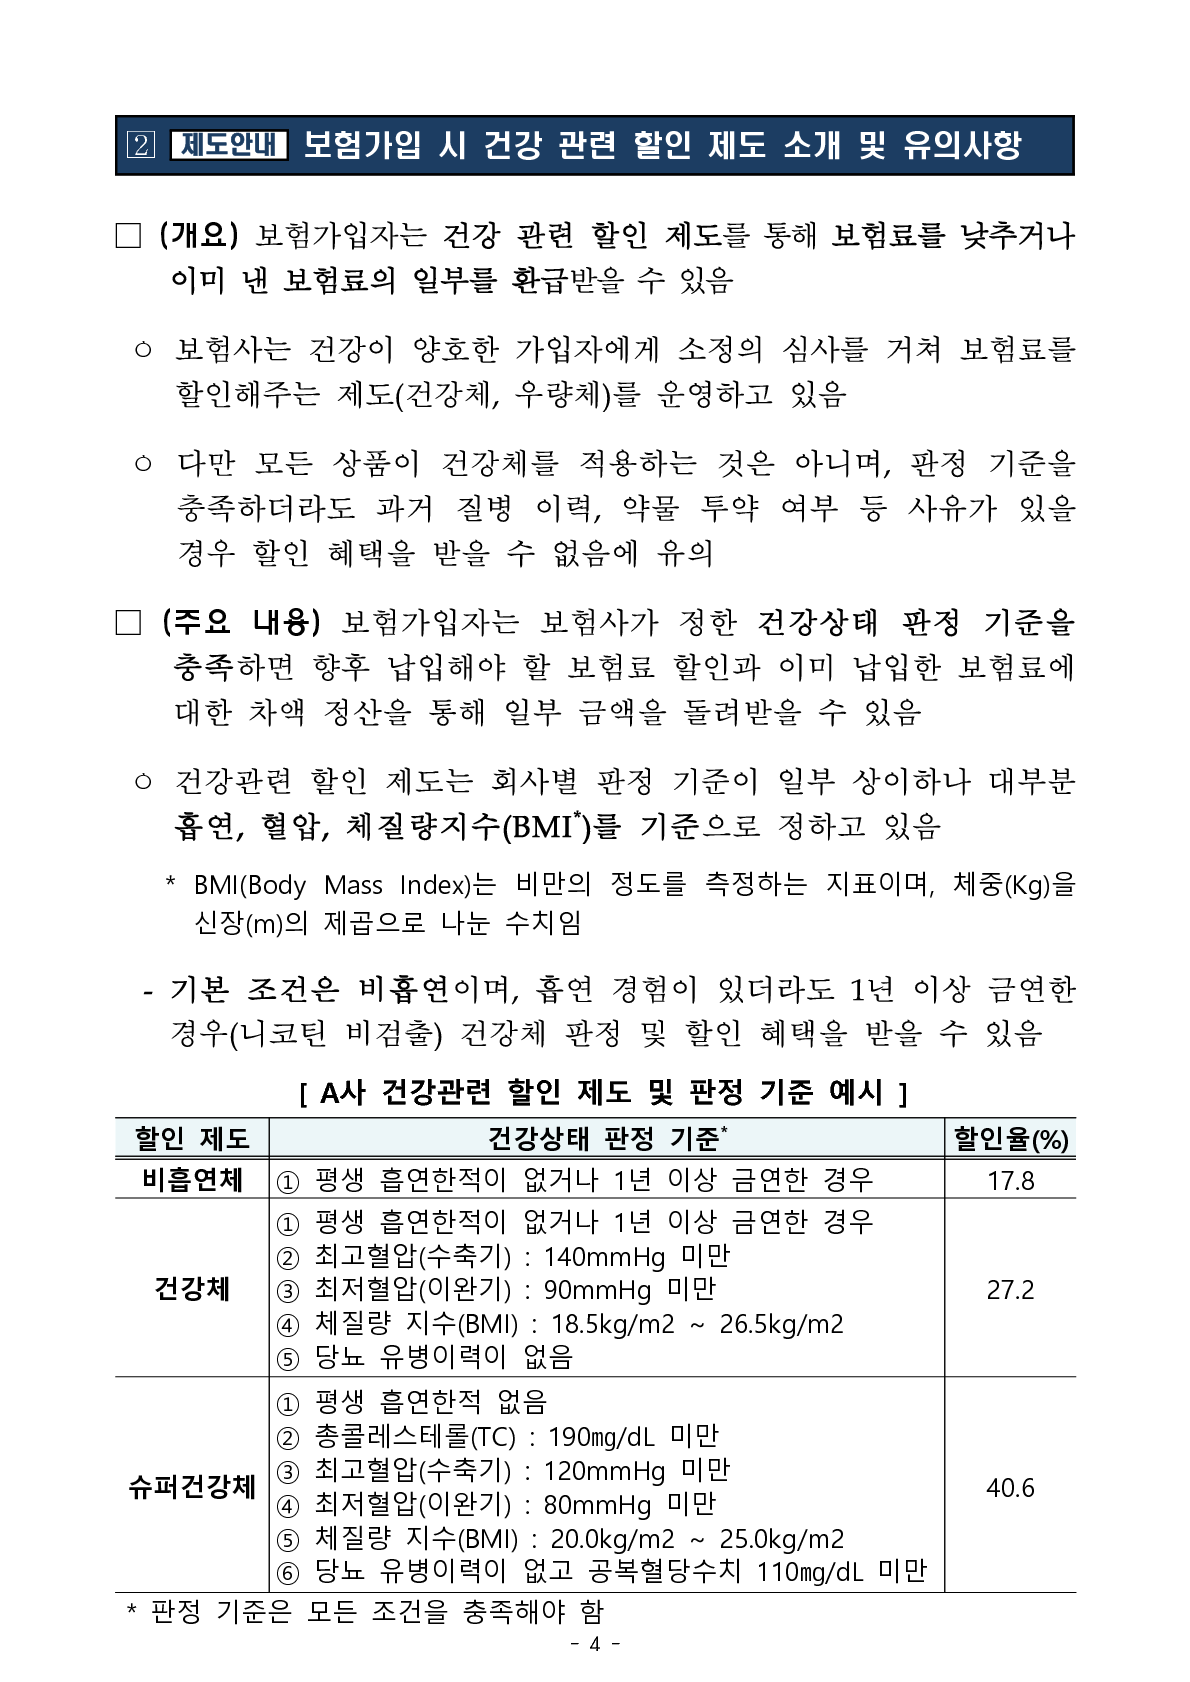 2 제도안내 보험가입 시 건강 관련 할인 제도 소개 및 유의사항
□ (개요) 보험가입자는 건강 관련 할인 제도를 통해 보험료를 낮추거나
이미 낸 보험료의 일부를 환급받을 수 있음
○ 보험사는 건강이 양호한 가입자에게 소정의 심사를 거쳐 보험료를
할인해주는 제도(건강체, 우량체)를 운영하고 있음
○ 다만 모든 상품이 건강체를 적용하는 것은 아니며, 판정 기준을
충족하더라도 과거 질병 이력, 약물 투약 여부 등 사유가 있을
경우 할인 혜택을 받을 수 없음에 유의
□ (주요 내용) 보험가입자는 보험사가 정한 건강상태 판정 기준을
충족하면 향후 납입해야 할 보험료 할인과 이미 납입한 보험료에
대한 차액 정산을 통해 일부 금액을 돌려받을 수 있음
○ 건강관련 할인 제도는 회사별 판정 기준이 일부 상이하나 대부분
흡연, 혈압, 체질량지수(BMI*)를 기준으로 정하고 있음
* BMI(Body Mass Index)는 비만의 정도를 측정하는 지표이며, 체중(Kg)을
신장(m)의 제곱으로 나눈 수치임
- 기본 조건은 비흡연이며, 흡연 경험이 있더라도 1년 이상 금연한
경우(니코틴 비검출) 건강체 판정 및 할인 혜택을 받을 수 있음
[ A사 건강관련 할인 제도 및 판정 기준 예시 ]
할인 제도 건강상태 판정 기준* 할인율(%)
비흡연체 ① 평생 흡연한적이 없거나 1년 이상 금연한 경우 17.8
① 평생 흡연한적이 없거나 1년 이상 금연한 경우
② 최고혈압(수축기) : 140mmHg 미만
건강체 ③ 최저혈압(이완기) : 90mmHg 미만 27.2
④ 체질량 지수(BMI) : 18.5kg/m2 ~ 26.5kg/m2
⑤ 당뇨 유병이력이 없음
① 평생 흡연한적 없음
② 총콜레스테롤(TC) : 190㎎/dL 미만
③ 최고혈압(수축기) : 120mmHg 미만
슈퍼건강체 ④ 최저혈압(이완기) : 80mmHg 미만 40.6
⑤ 체질량 지수(BMI) : 20.0kg/m2 ~ 25.0kg/m2
⑥ 당뇨 유병이력이 없고 공복혈당수치 110㎎/dL 미만
* 판정 기준은 모든 조건을 충족해야 함
- 4 -